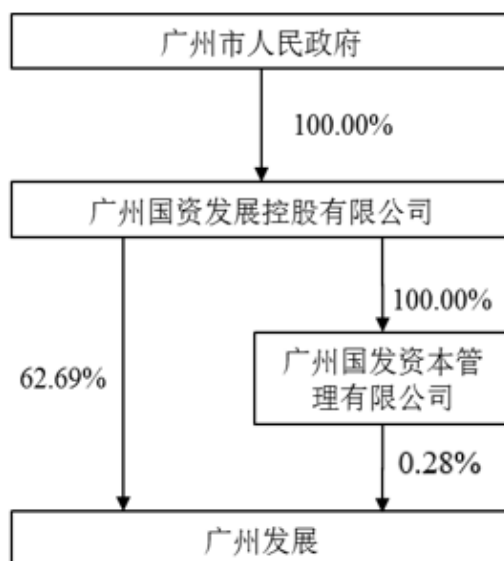 广州市人民政府
100.00%
广州国资发展控股有限公司
100.00%
62.69%
广州国发资本管
理有限公司
0.28%
广州发展